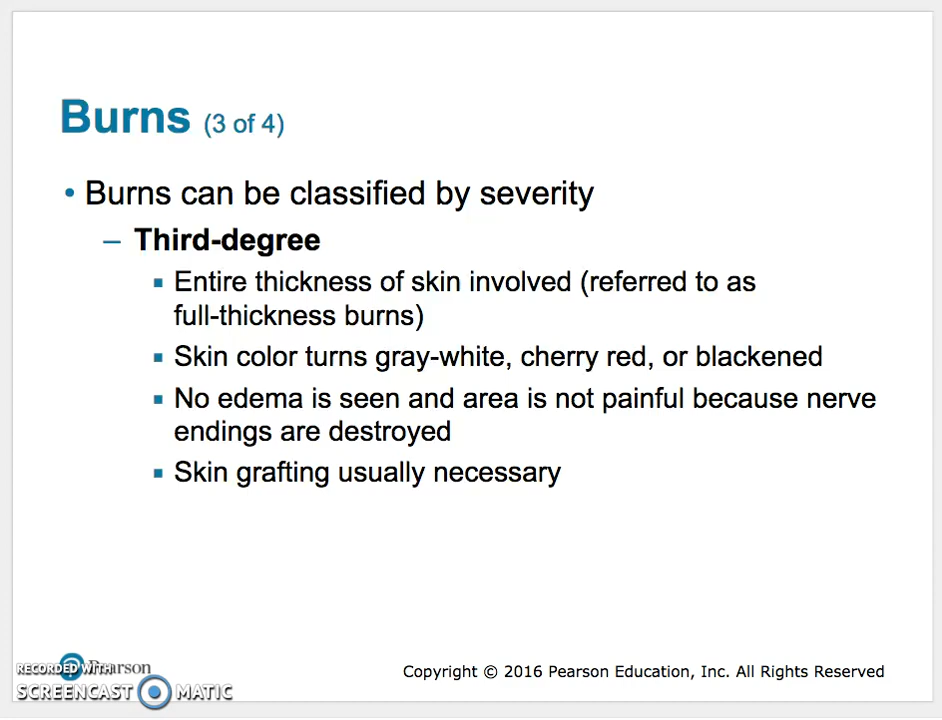 Burns (3 of 4)
• Burns can be classified by severity
– Third-degree
▪ Entire thickness of skin involved (referred to as
full-thickness burns)
▪ Skin color turns gray-white, cherry red, or blackened
▪ No edema is seen and area is not painful because nerve
endings are destroyed
▪ Skin grafting usually necessary
RECORDED WITH
Pearson
SCREENCAST MATIC
Copyright © 2016 Pearson Education, Inc. All Rights Reserved